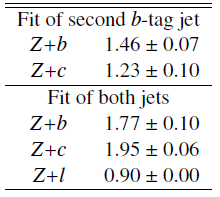 Fit of second b-tag jet
Z+b 1.46 ± 0.07
Z+c 1.23 ± 0.10
Fit of both jets
Z+b 1.77 ± 0.10
Z+c 1.95 ± 0.06
Z+l 0.90 ± 0.00